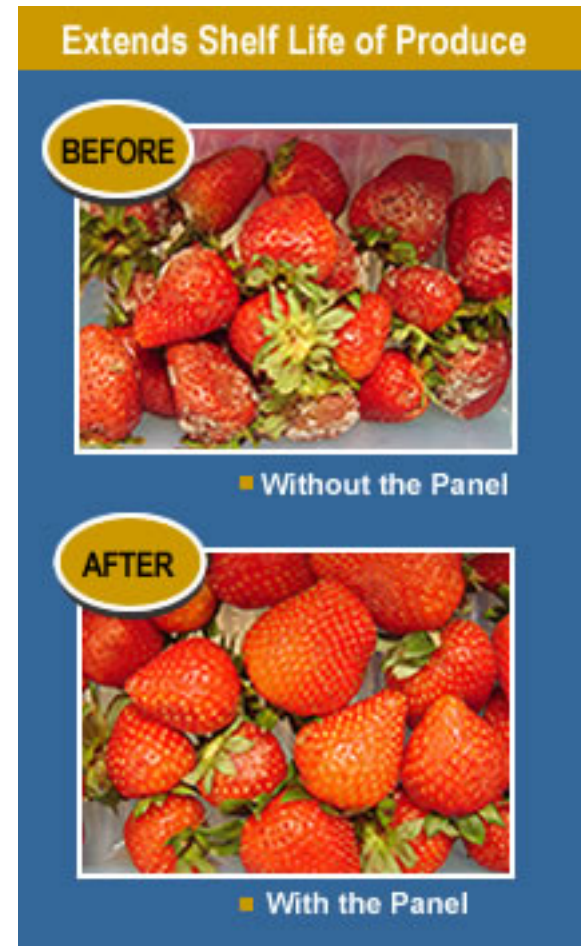 Extends Shelf Life of Produce
BEFORE
Without the Panel
AFTER
With the Panel